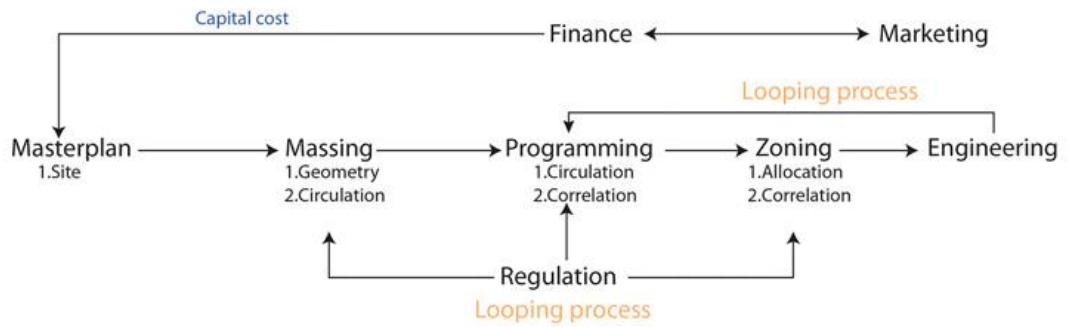 Capital cost
Finance
Marketing
Looping process
Masterplan
1.Site
Massing
1.Geometry
2.Circulation
Programming
1.Circulation
2.Correlation
Zoning
1.Allocation
2.Correlation
Engineering
Regulation
Looping process